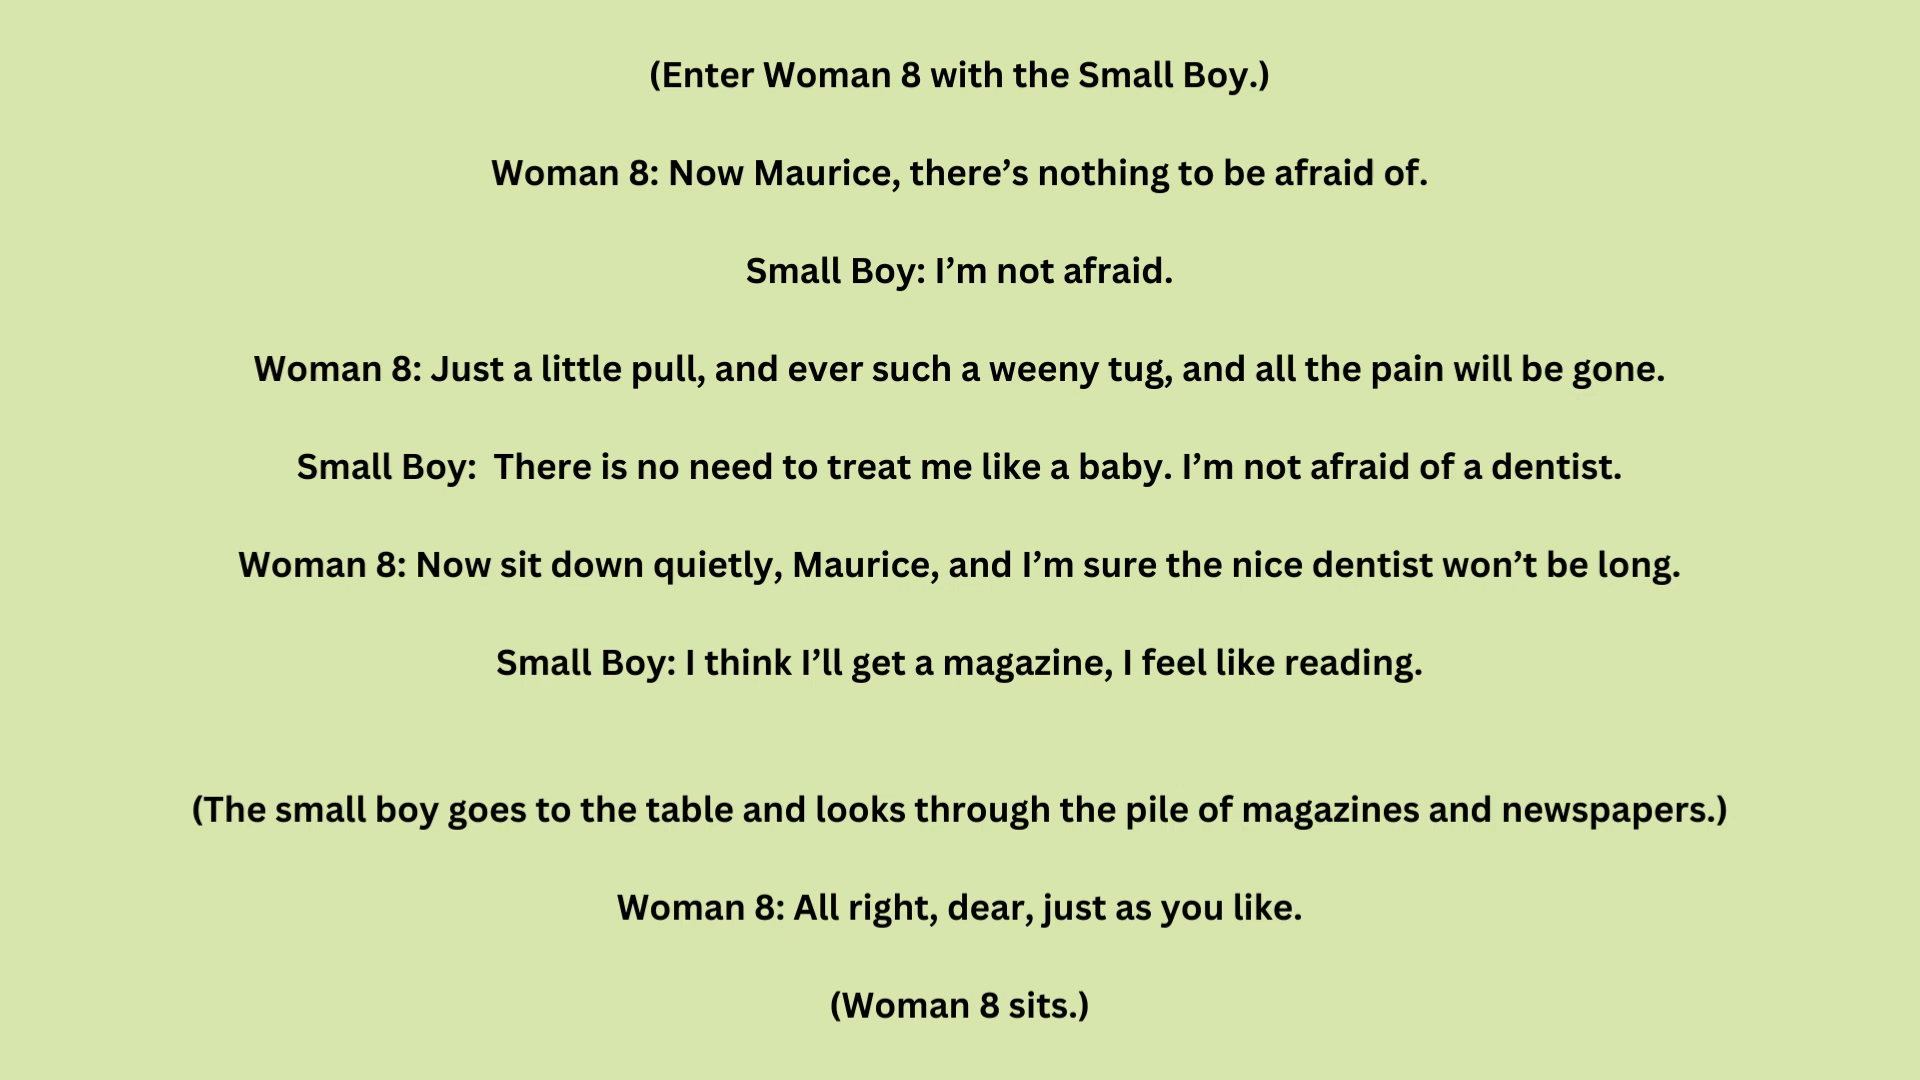 (Enter Woman 8 with the Small Boy.)
Woman 8: Now Maurice, there’s nothing to be afraid of.
Small Boy: I’m not afraid.
Woman 8: Just a little pull, and ever such a weeny tug, and all the pain will be gone.
Small Boy:  There is no need to treat me like a baby. I’m not afraid of a dentist.
Woman 8: Now sit down quietly, Maurice, and I’m sure the nice dentist won’t be long.
Small Boy: I think I’ll get a magazine, I feel like reading.
(The small boy goes to the table and looks through the pile of magazines and newspapers.)
Woman 8: All right, dear, just as you like.
(Woman 8 sits.)